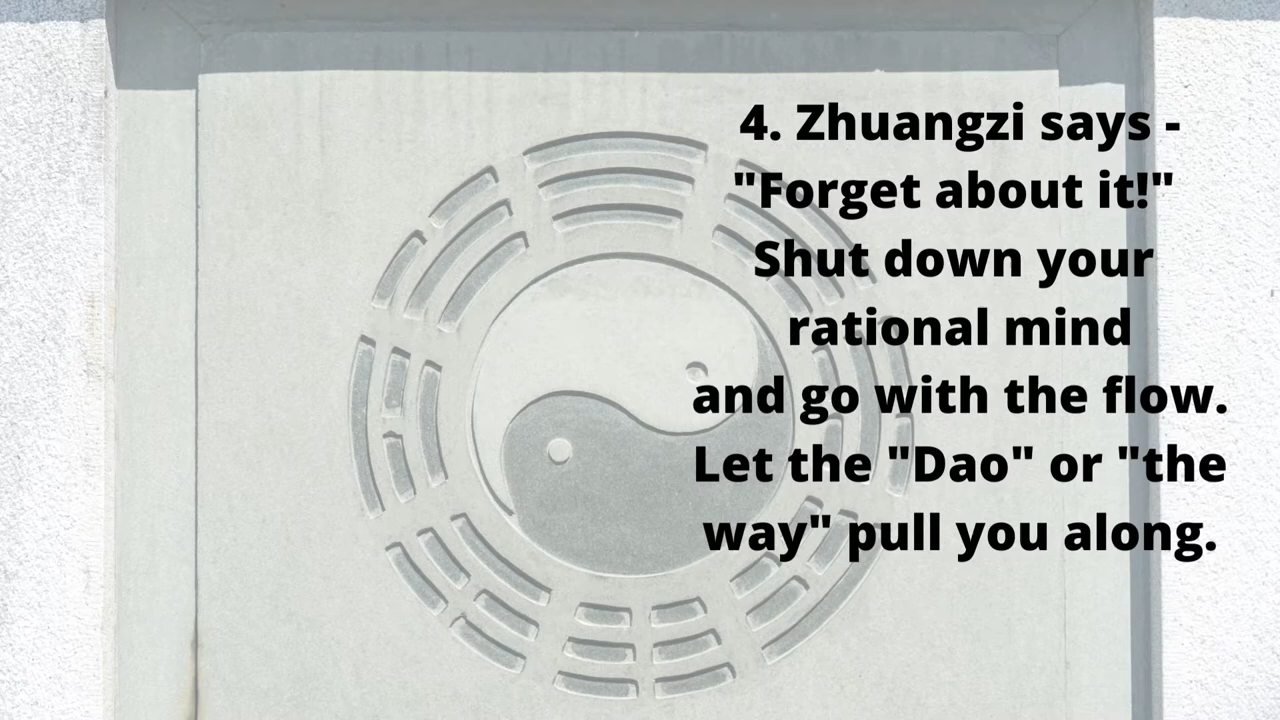 4. Zhuangzi says -
"Forget about it!"
Shut down your
rational mind
and go with the flow.
Let the "Dao" or "the
way" pull you along.